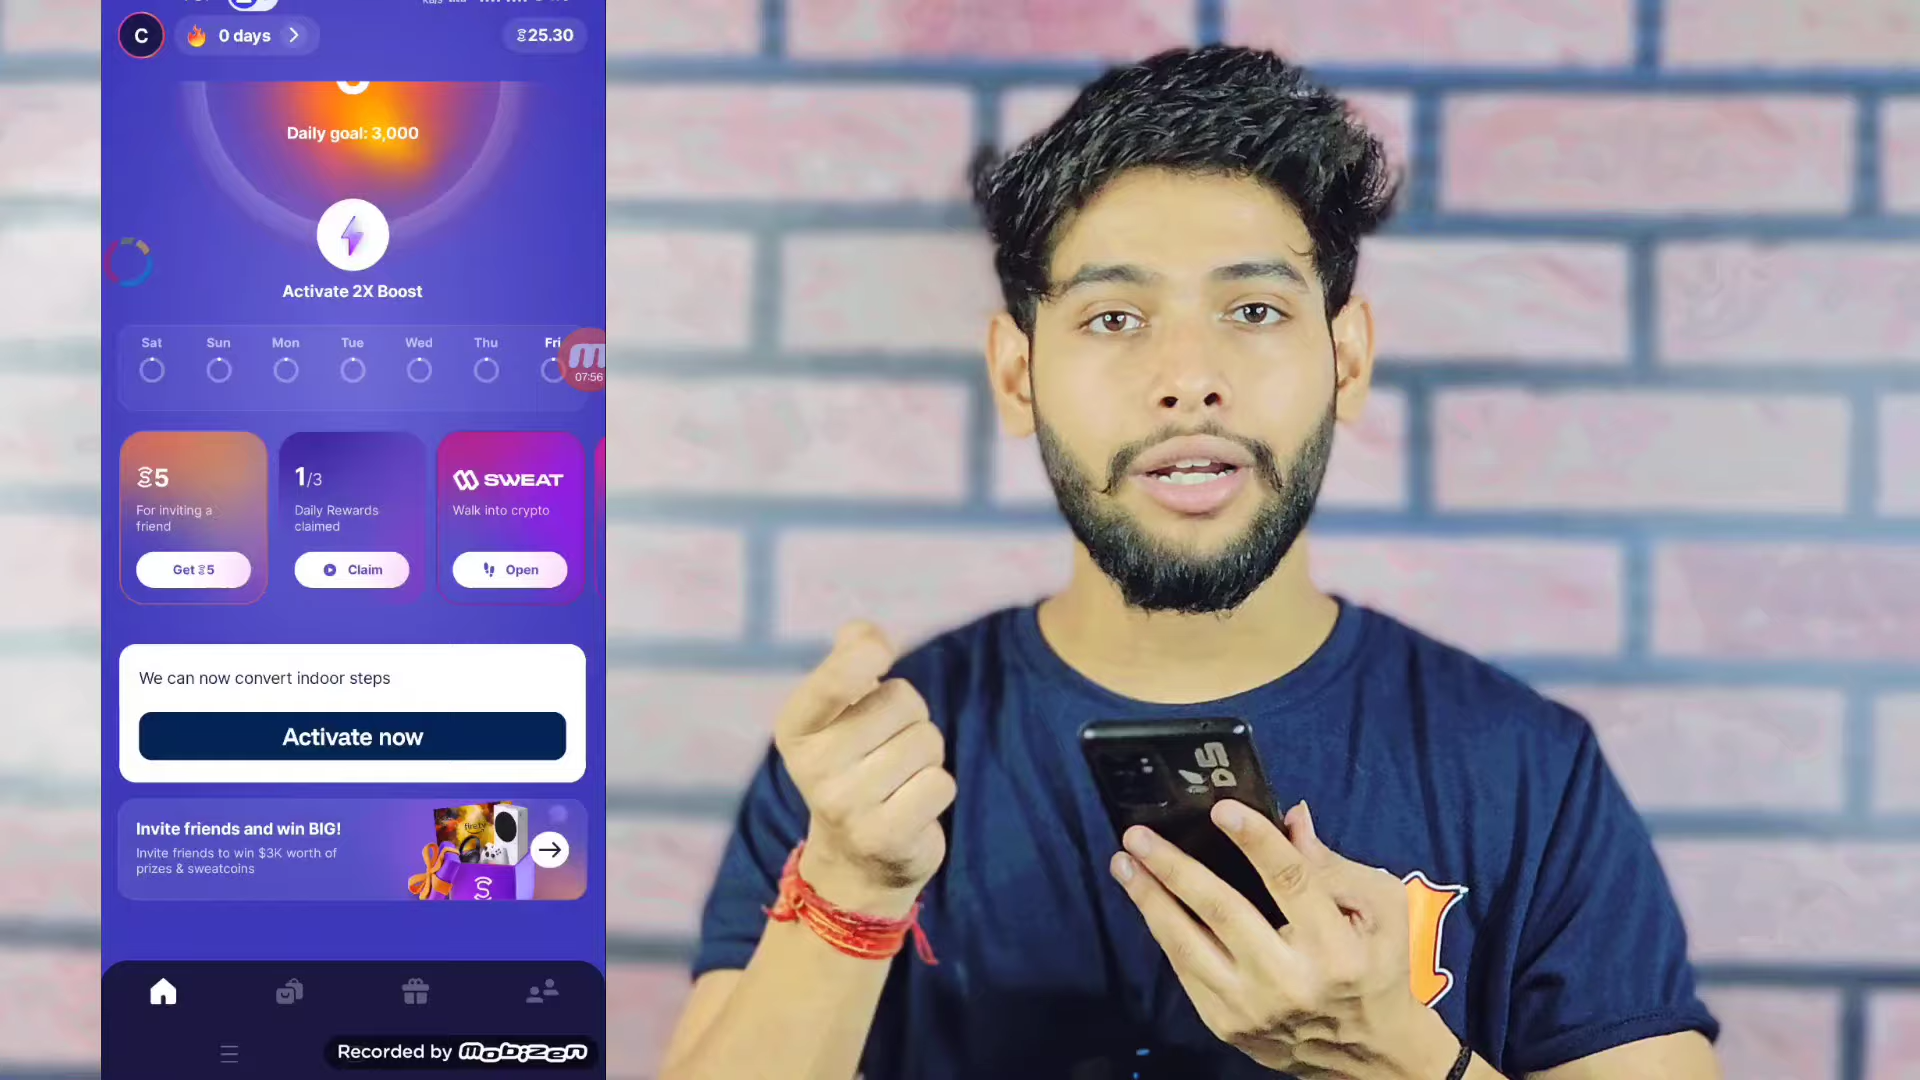 C
0 days
25.30
Daily goal: 3,000
Activate 2X Boost
Sat Sun Mon Tue Wed Thu Fri
07:56
5
For inviting a
friend
Get 5
1/3
Daily Rewards
claimed
Claim
SWEAT
Walk into crypto
Open
We can now convert indoor steps
Activate now
Invite friends and win BIG!
Invite friends to win $3K worth of
prizes & sweatcoins
Recorded by mobizen